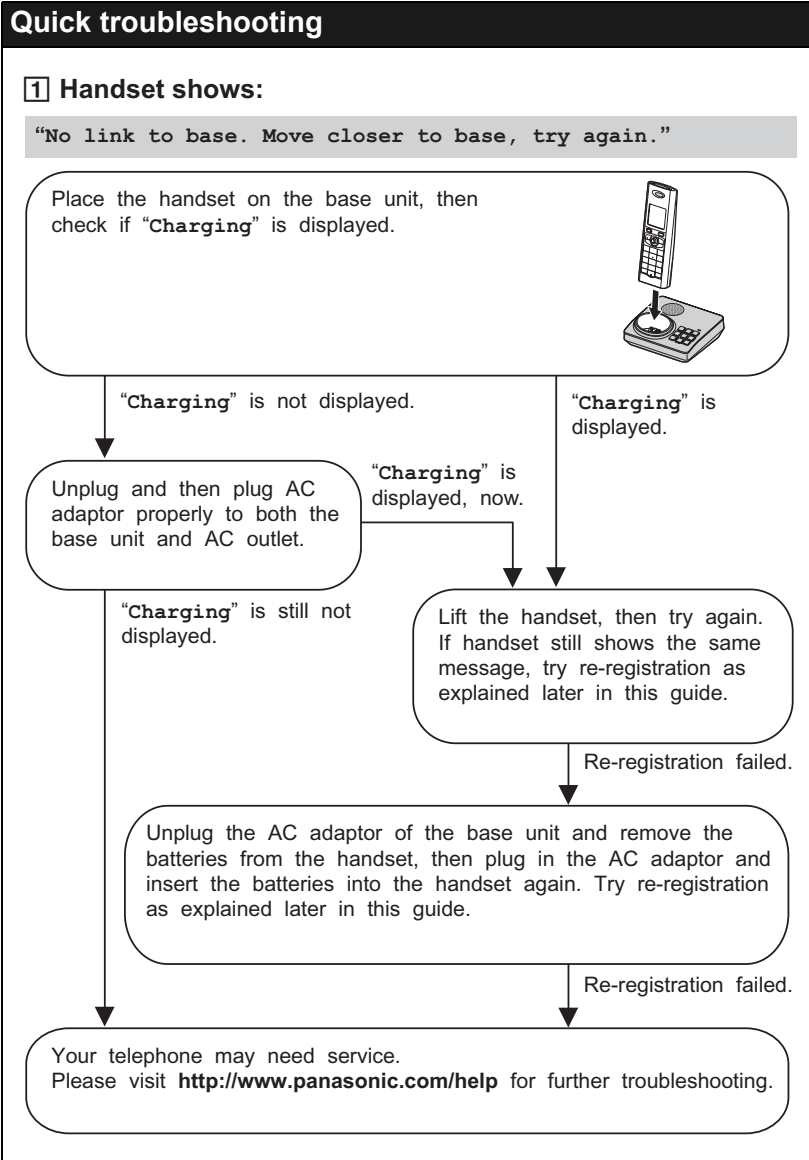 Quick troubleshooting
1 Handset shows:
“No link to base. Move closer to base, try again.”
Place the handset on the base unit, then
check if “Charging” is displayed.
“Charging” is not displayed.
“Charging” is
displayed.
Unplug and then plug AC
adaptor properly to both the
base unit and AC outlet.
“Charging” is
displayed, now.
“Charging” is still not
displayed.
Lift the handset, then try again.
If handset still shows the same
message, try re-registration as
explained later in this guide.
Re-registration failed.
Unplug the AC adaptor of the base unit and remove the
batteries from the handset, then plug in the AC adaptor and
insert the batteries into the handset again. Try re-registration
as explained later in this guide.
Re-registration failed.
Your telephone may need service.
Please visit http://www.panasonic.com/help for further troubleshooting.